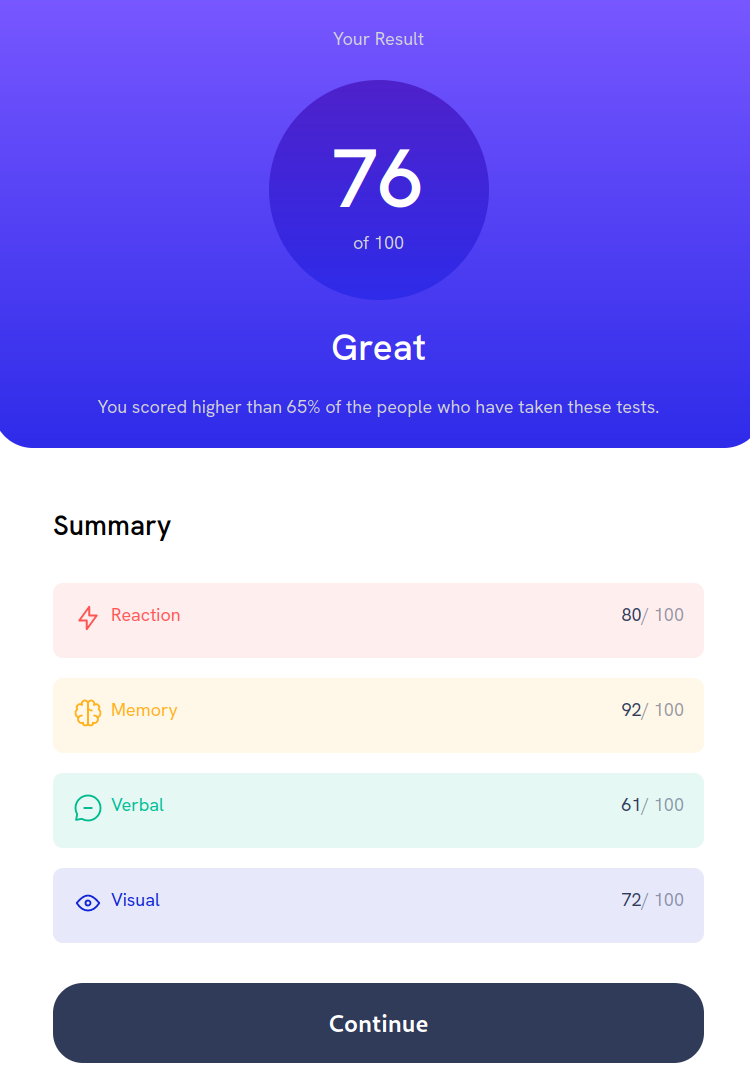 Your Result
76
of 100
Great
You scored higher than 65% of the people who have taken these tests.
Summary
Reaction 80/ 100
Memory 92/ 100
Verbal 61/ 100
Visual 72/ 100
Continue